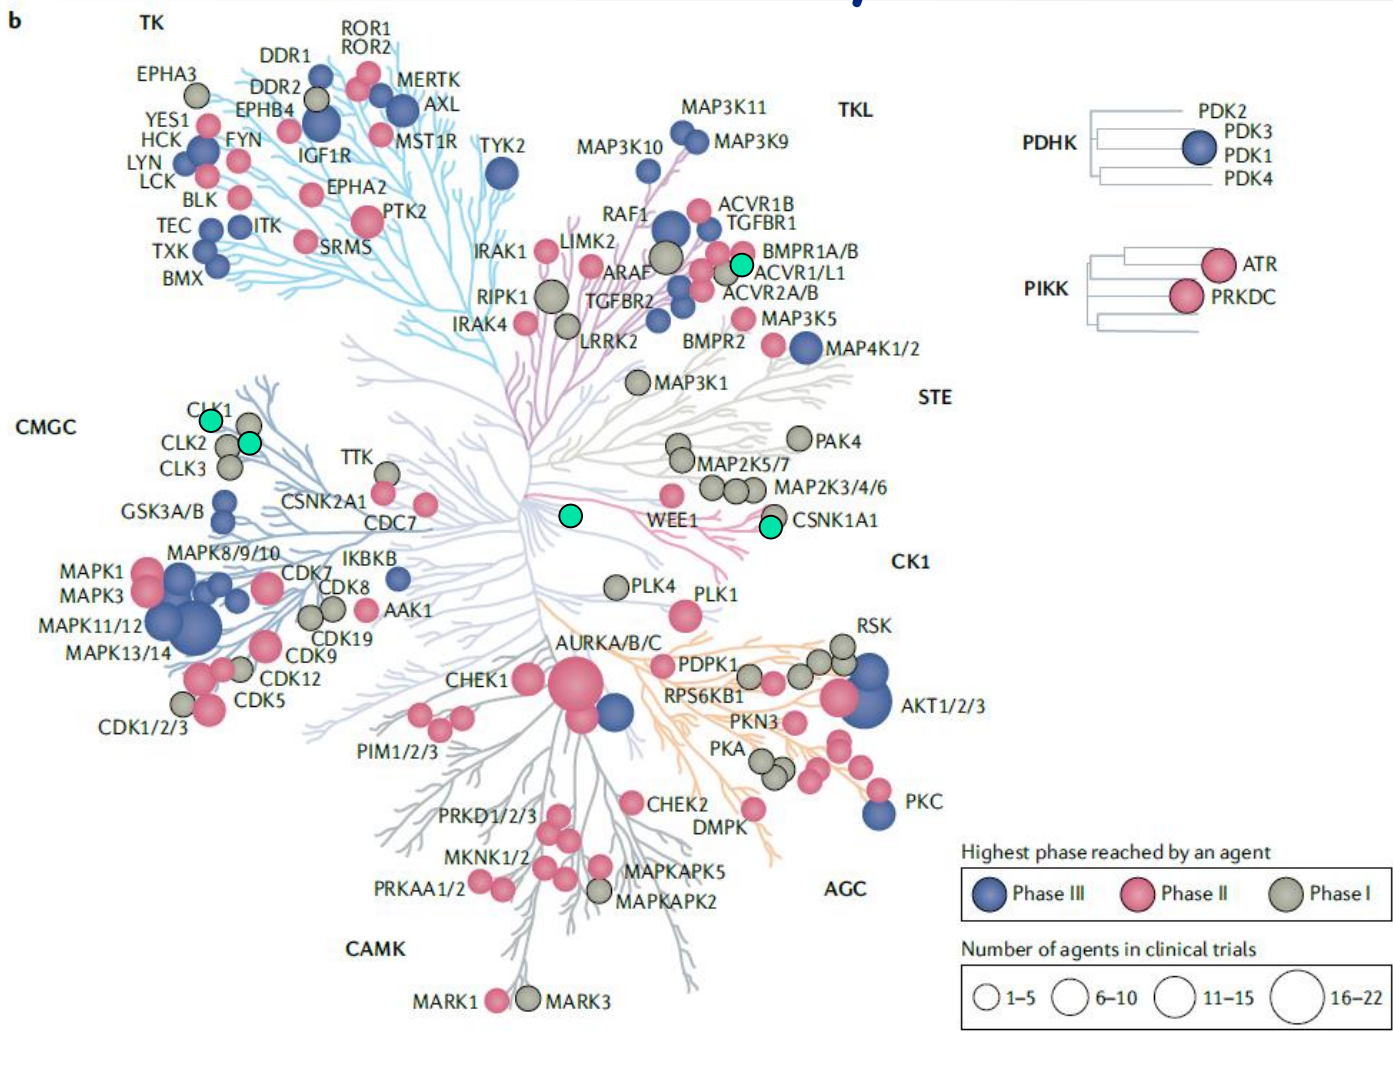 b
TK
ROR1
ROR2
DDR1
EPHA3
DDR2
MERTK
EPHB4
AXL
YES1
HCK
FYN
MST1R
LYN
IGF1R
TYK2
LCK
BLK
EPHA2
PTK2
TEC
ITK
TXK
SRMS
BMX
TKL
MAP3K11
MAP3K10
MAP3K9
RAF1
ACVR1B
TGFBR1
IRAK1
LIMK2
BMPR1A/B
ARAF
ACVR1/L1
RIPK1
TGFBR2
ACVR2A/B
IRAK4
MAP3K5
LRRK2
BMPR2
MAP4K1/2
PDHK
PDK2
PDK3
PDK1
PDK4
PIKK
ATR
PRKDC
MAP3K1
STE
PAK4
MAP2K5/7
MAP2K3/4/6
WEE1
CSNK1A1
CK1
CMGC
CLK1
CLK2
CLK3
TTK
CSNK2A1
GSK3A/B
CDC7
MAPK8/9/10
IKBKB
MAPK1
CDK7
MAPK3
CDK8
AAK1
MAPK11/12
CDK19
MAPK13/14
CDK9
CDK12
CDK5
CDK1/2/3
PLK4
PLK1
RSK
AURKA/B/C
PDPK1
CHEK1
RPS6KB1
AKT1/2/3
PKN3
PIM1/2/3
PKA
PKC
CHEK2
DMPK
PRKD1/2/3
MKNK1/2
MAPKAPK5
PRKAA1/2
MAPKAPK2
AGC
CAMK
MARK1
MARK3
Highest phase reached by an agent
Phase III
Phase II
Phase I
Number of agents in clinical trials
1–5
6–10
11–15
16–22